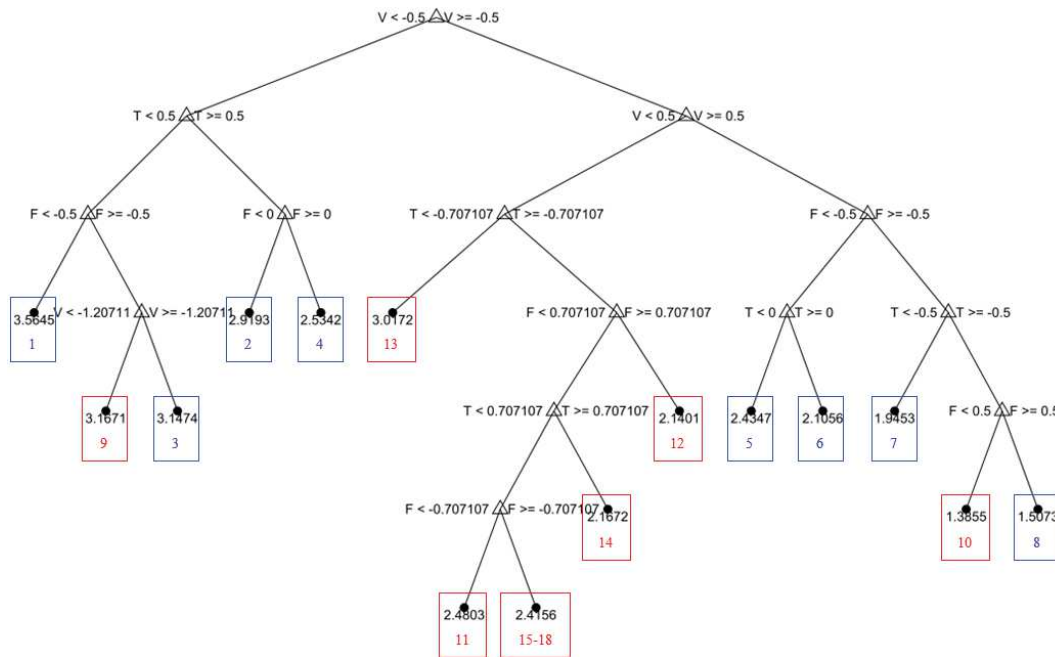 V < -0.5 V >= -0.5
T < 0.5 T >= 0.5
V < 0.5 V >= 0.5
F < -0.5 F >= -0.5
F < 0 F >= 0
T < -0.707107 T >= -0.707107
F < -0.5 F >= -0.5
3.5645
1
V < -1.20711 V >= -1.20711
2.9193
2
2.5342
4
3.0172
13
F < 0.707107 F >= 0.707107
T < 0 T >= 0
T < -0.5 T >= -0.5
3.1671
9
3.1474
3
T < 0.707107 T >= 0.707107
2.1401
12
2.4347
5
2.1056
6
1.9453
7
F < 0.5 F >= 0.5
F < -0.707107 F >= -0.707107
2.1672
14
1.3855
10
1.5073
8
2.4803
11
2.4156
15-18